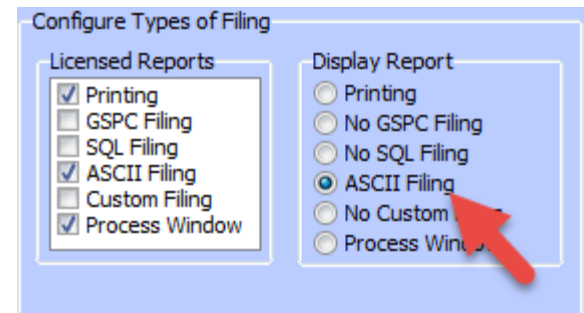 Configure Types of Filing
Licensed Reports
Printing
GSPC Filing
SQL Filing
ASCII Filing
Custom Filing
Process Window
Display Report
Printing
No GSPC Filing
No SQL Filing
ASCII Filing
No Custom
Process